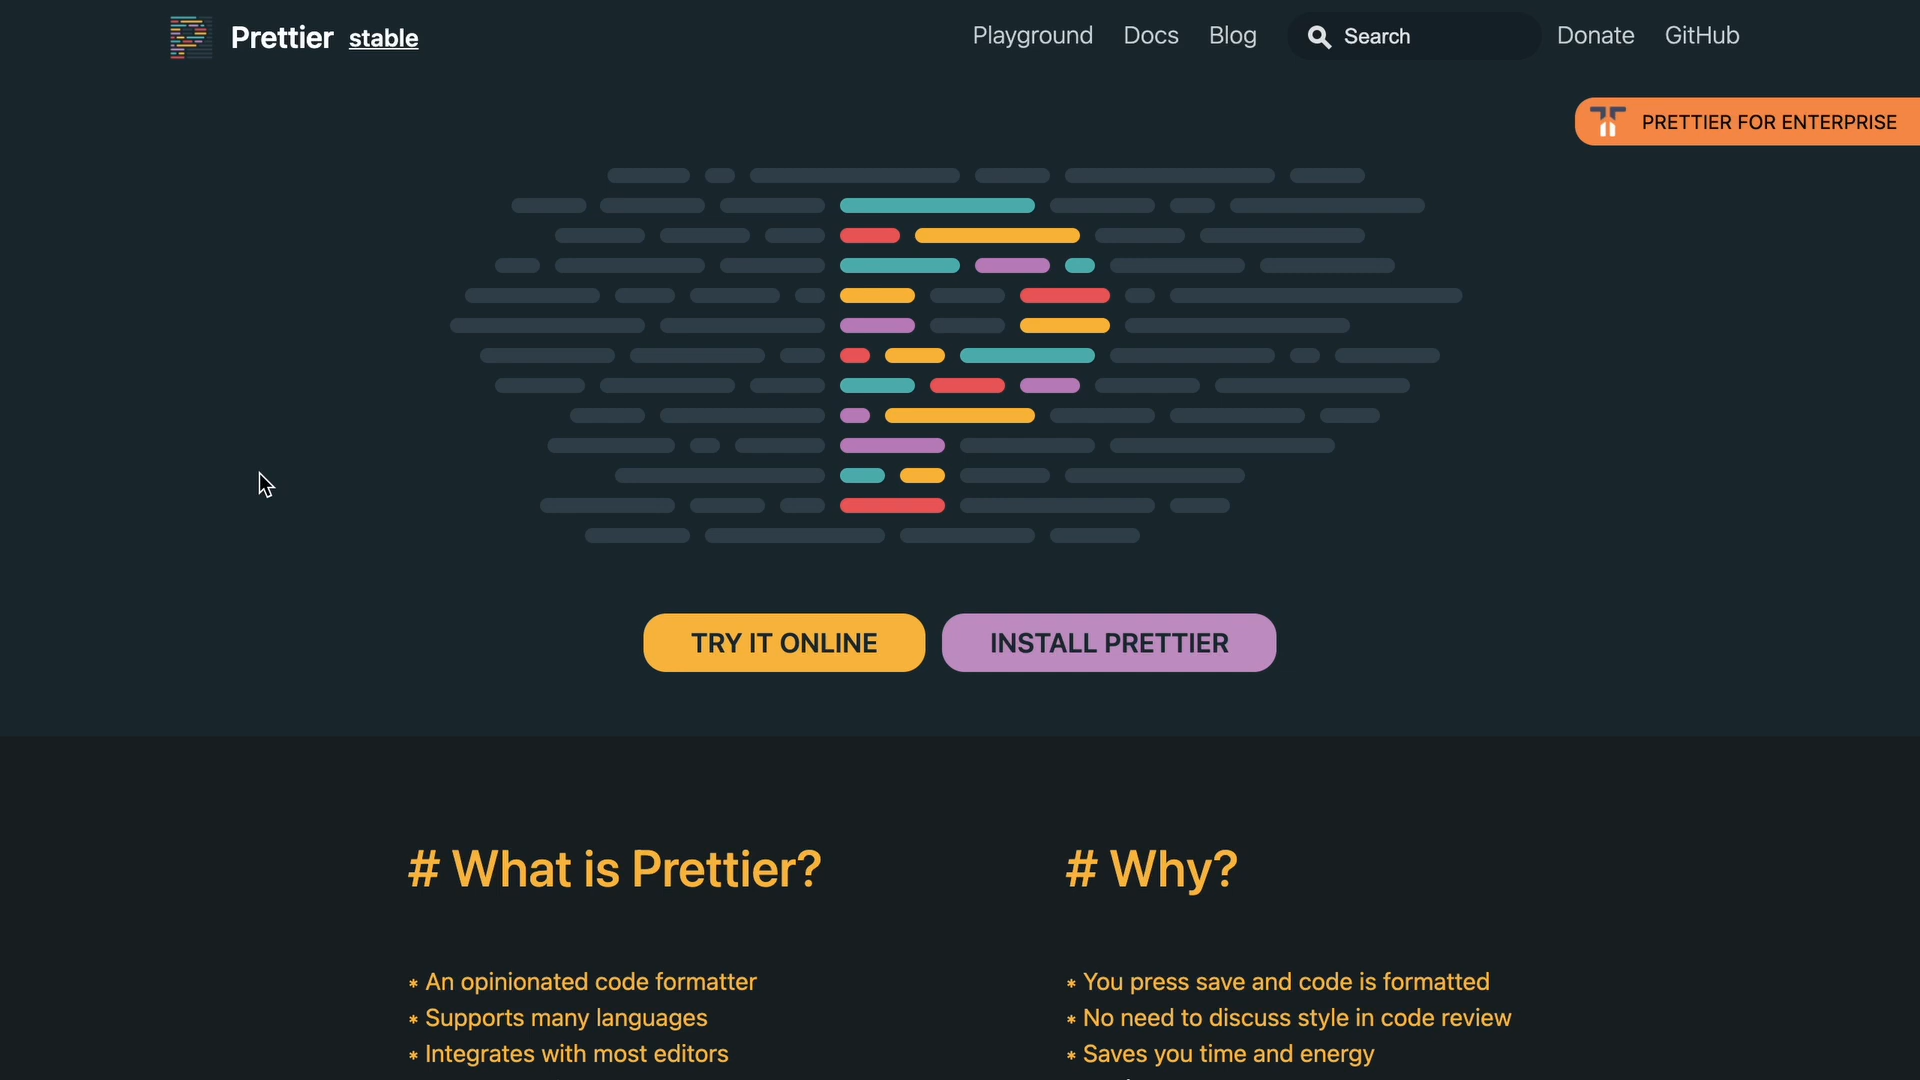 Prettier stable
Playground Docs Blog Search Donate GitHub
PRETTIER FOR ENTERPRISE
TRY IT ONLINE
INSTALL PRETTIER
# What is Prettier?
* An opinionated code formatter
* Supports many languages
* Integrates with most editors
# Why?
* You press save and code is formatted
* No need to discuss style in code review
* Saves you time and energy